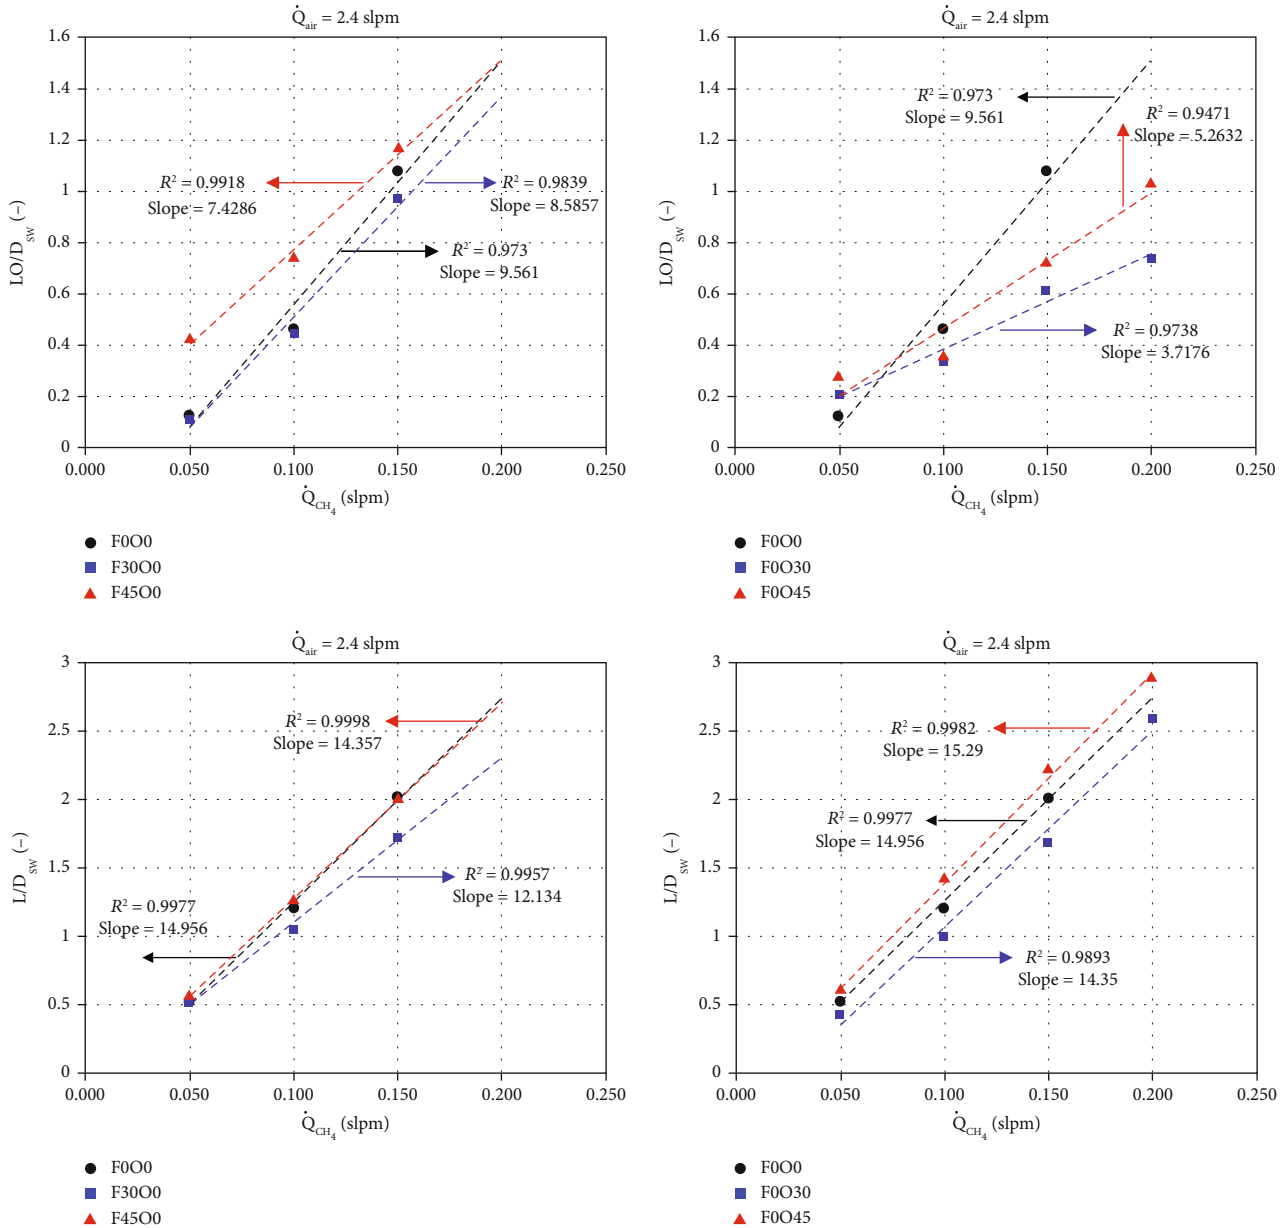 Q̇air = 2.4 slpm
1.6
1.4
1.2
1
0.8
0.6
0.4
0.2
0
LO/DSW (–)
R² = 0.9918
Slope = 7.4286
R² = 0.9839
Slope = 8.5857
R² = 0.973
Slope = 9.561
0.000 0.050 0.100 0.150 0.200 0.250
Q̇CH4 (slpm)
F0O0
F30O0
F45O0
Q̇air = 2.4 slpm
1.6
1.4
1.2
1
0.8
0.6
0.4
0.2
0
LO/DSW (–)
R² = 0.973
Slope = 9.561
R² = 0.9471
Slope = 5.2632
R² = 0.9738
Slope = 3.7176
0.000 0.050 0.100 0.150 0.200 0.250
Q̇CH4 (slpm)
F0O0
F0O30
F0O45
Q̇air = 2.4 slpm
3
2.5
2
1.5
1
0.5
0
L/DSW (–)
R² = 0.9998
Slope = 14.357
R² = 0.9957
Slope = 12.134
R² = 0.9977
Slope = 14.956
0.000 0.050 0.100 0.150 0.200 0.250
Q̇CH4 (slpm)
F0O0
F30O0
F45O0
Q̇air = 2.4 slpm
3
2.5
2
1.5
1
0.5
0
L/DSW (–)
R² = 0.9982
Slope = 15.29
R² = 0.9977
Slope = 14.956
R² = 0.9893
Slope = 14.35
0.000 0.050 0.100 0.150 0.200 0.250
Q̇CH4 (slpm)
F0O0
F0O30
F0O45